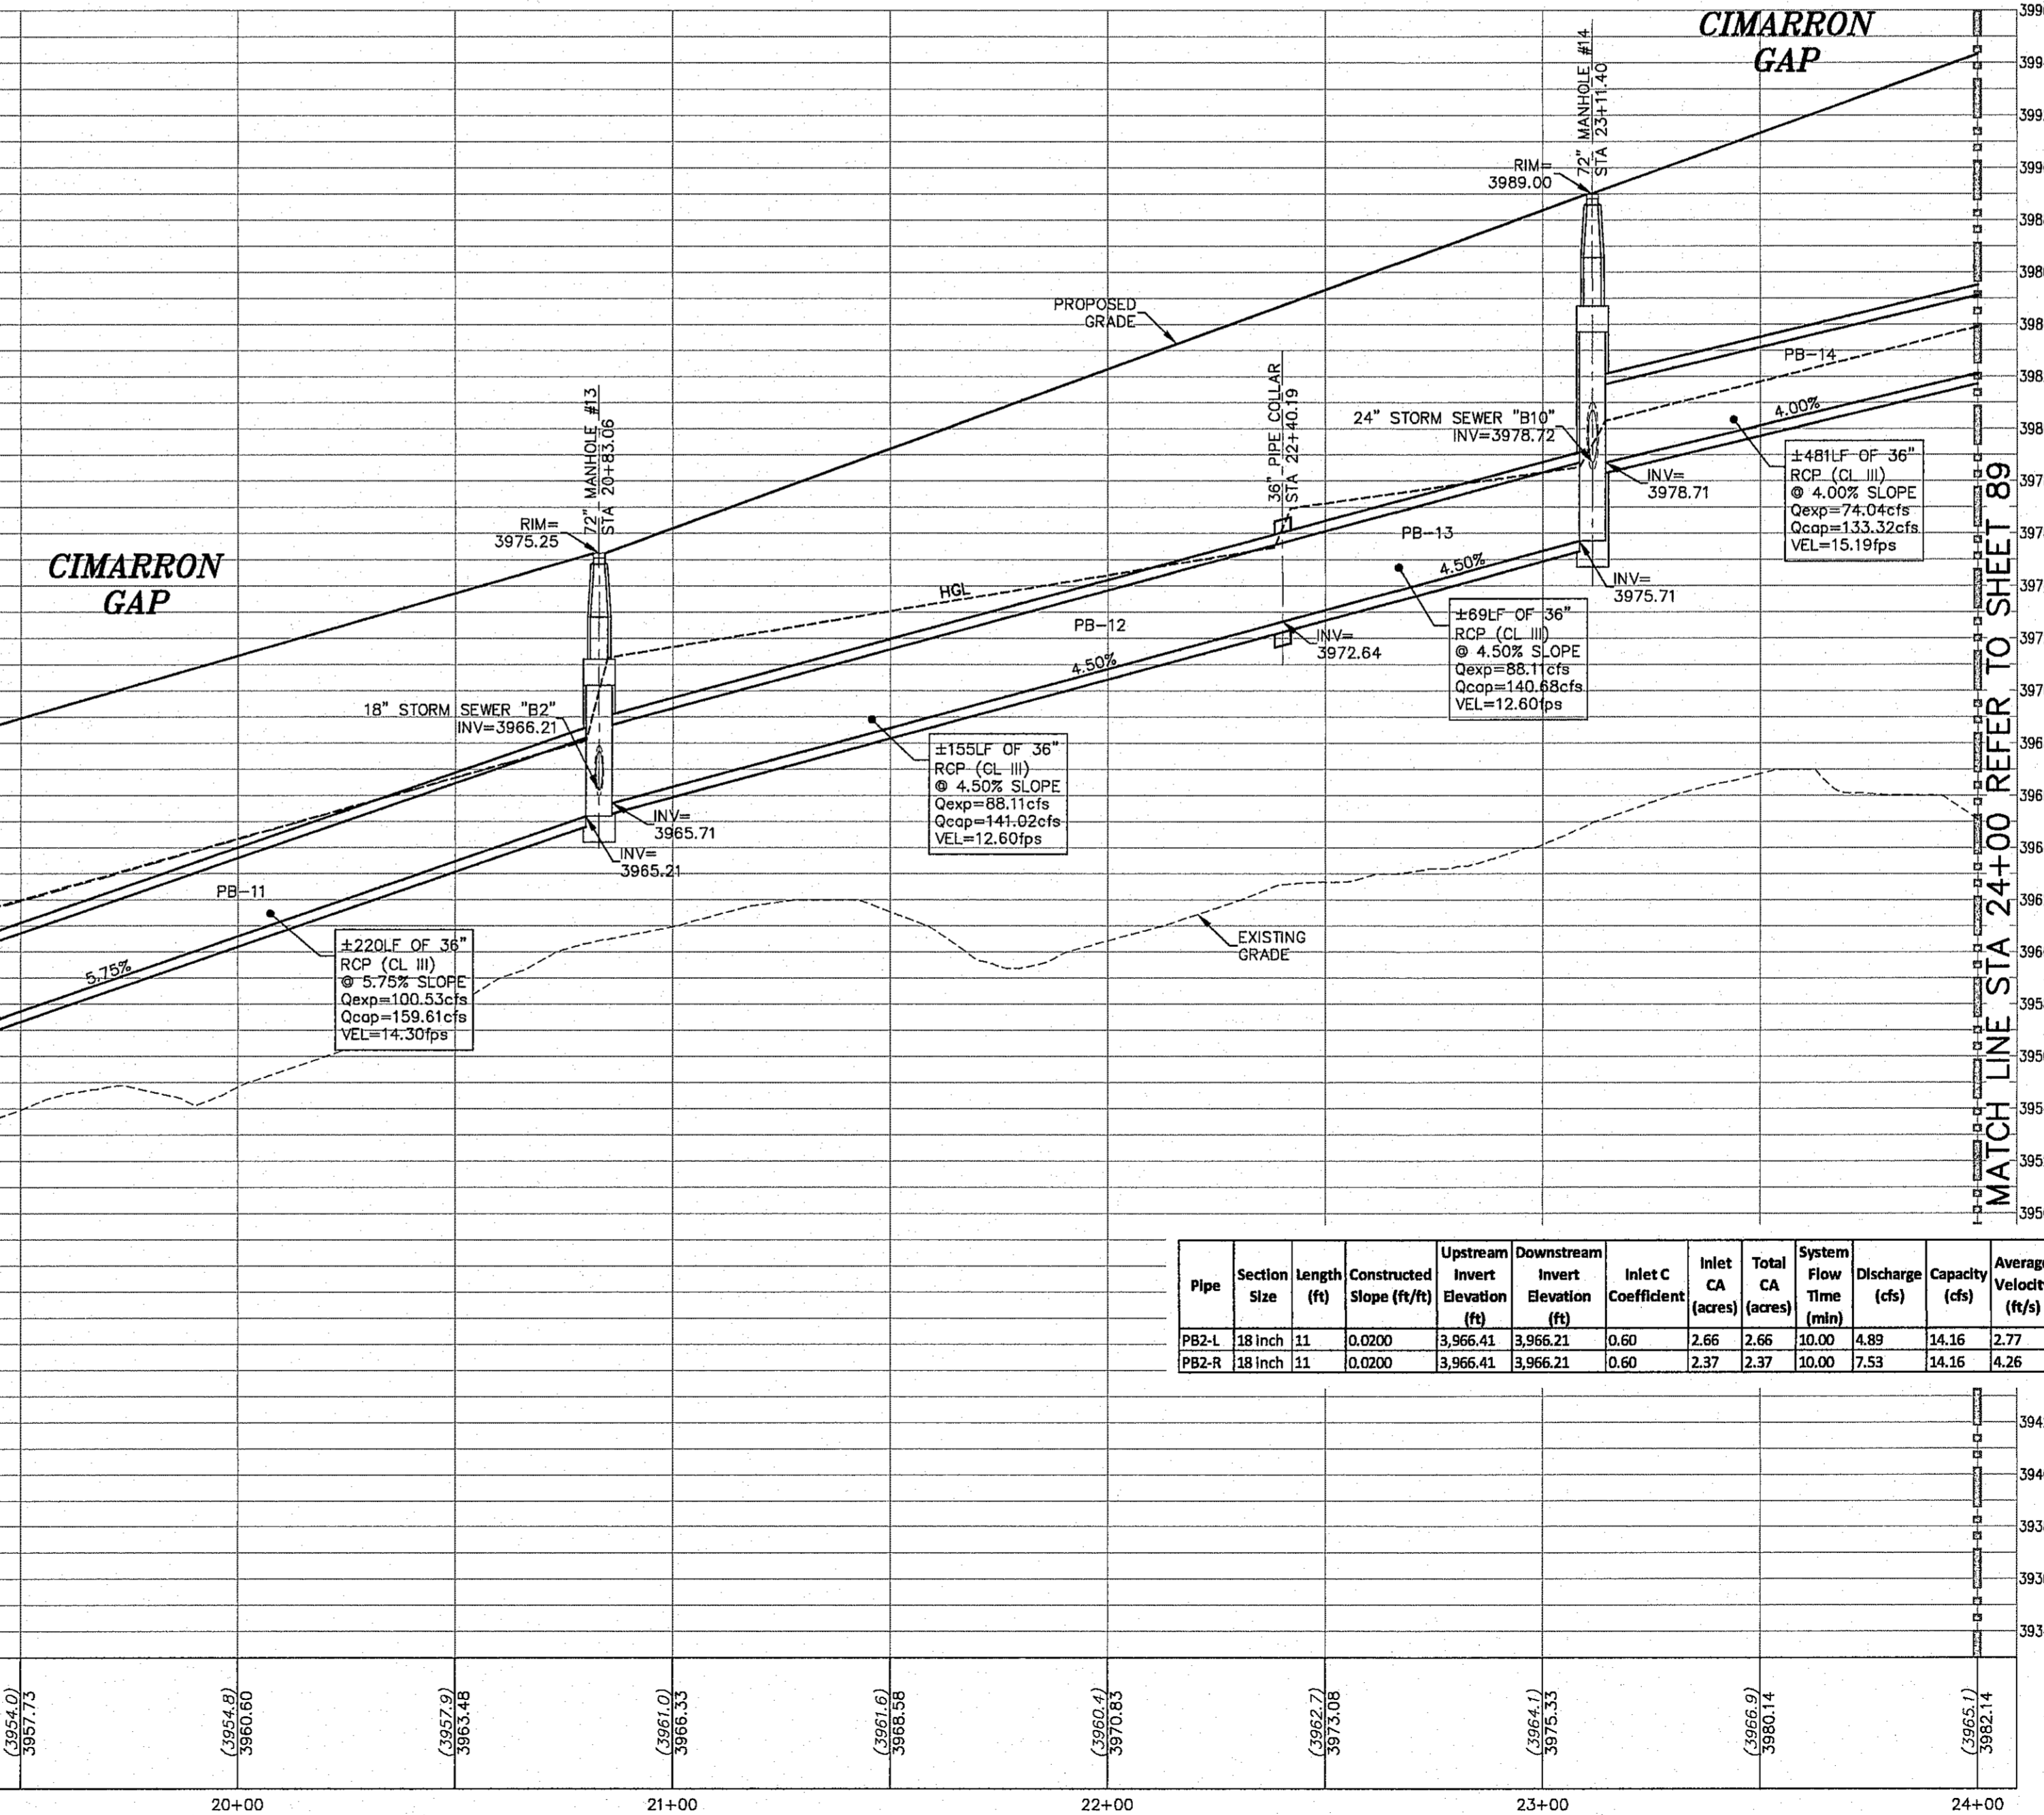 CIMARRON
GAP
72" MANHOLE #14
STA 23+11.40
RIM=
3989.00
PROPOSED
GRADE
PB-14
4.00%
36" PIPE COLLAR
STA 22+40.19
24" STORM SEWER "B10"
INV=3978.72
INV=
3978.71
±481LF OF 36"
RCP (CL III)
@ 4.00% SLOPE
Qexp=74.04cfs
Qcap=133.32cfs
VEL=15.19fps
72" MANHOLE #13
STA 20+83.06
RIM=
3975.25
CIMARRON
GAP
PB-13
4.50%
INV=
3975.71
HGL
PB-12
4.50%
INV=
3972.64
±69LF OF 36"
RCP (CL III)
@ 4.50% SLOPE
Qexp=88.11cfs
Qcap=140.68cfs
VEL=12.60fps
18" STORM SEWER "B2"
INV=3966.21
±155LF OF 36"
RCP (CL III)
@ 4.50% SLOPE
Qexp=88.11cfs
Qcap=141.02cfs
VEL=12.60fps
INV=
3965.71
INV=
3965.21
PB-11
5.75%
±220LF OF 36"
RCP (CL III)
@ 5.75% SLOPE
Qexp=100.53cfs
Qcap=159.61cfs
VEL=14.30fps
EXISTING
GRADE
MATCH LINE STA 24+00 REFER TO SHEET 89
Pipe Section Size Length (ft) Constructed Slope (ft/ft) Upstream Invert Elevation (ft) Downstream Invert Elevation (ft) Inlet C Coefficient Inlet CA (acres) Total CA (acres) System Flow Time (min) Discharge (cfs) Capacity (cfs) Average (ft/s)
PB2-L 18 inch 11 0.0200 3,966.41 3,966.21 0.60 2.66 2.66 10.00 4.89 14.16 2.77
PB2-R 18 inch 11 0.0200 3,966.41 3,966.21 0.60 2.37 2.37 10.00 7.53 14.16 4.26
(3954.0)
3957.73
(3954.8)
3960.60
(3957.9)
3963.48
(3961.0)
3966.33
(3961.6)
3968.58
(3960.4)
3970.83
(3962.7)
3973.08
(3964.1)
3975.33
(3966.9)
3980.14
(3965.1)
3982.14
20+00 21+00 22+00 23+00 24+00